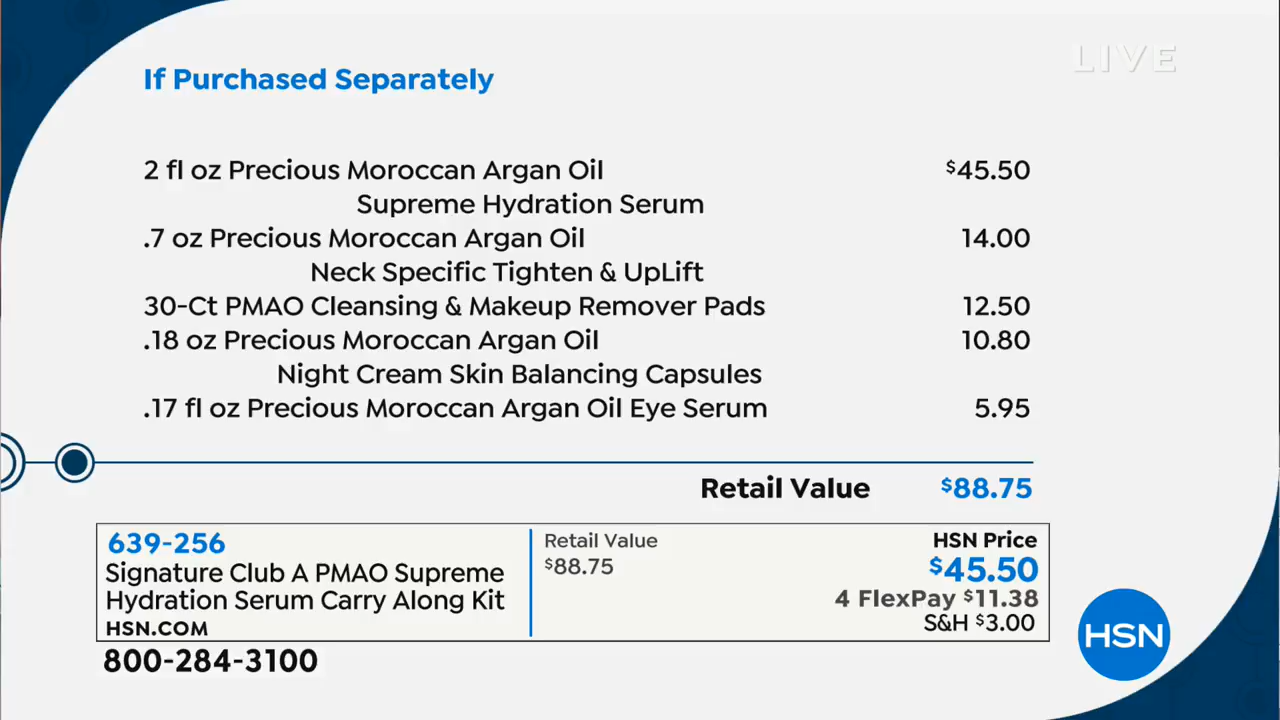 LIVE
If Purchased Separately
2 fl oz Precious Moroccan Argan Oil $45.50
Supreme Hydration Serum
.7 oz Precious Moroccan Argan Oil 14.00
Neck Specific Tighten & UpLift
30-Ct PMAO Cleansing & Makeup Remover Pads 12.50
.18 oz Precious Moroccan Argan Oil 10.80
Night Cream Skin Balancing Capsules
.17 fl oz Precious Moroccan Argan Oil Eye Serum 5.95
Retail Value $88.75
639-256
Signature Club A PMAO Supreme
Hydration Serum Carry Along Kit
HSN.COM
Retail Value
$88.75
HSN Price
$45.50
4 FlexPay $11.38
S&H $3.00
800-284-3100
HSN